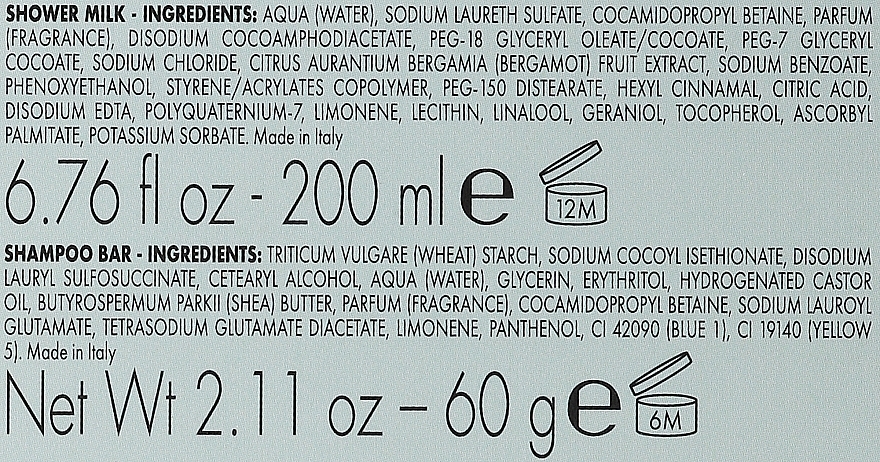 SHOWER MILK - INGREDIENTS: AQUA (WATER), SODIUM LAURETH SULFATE, COCAMIDOPROPYL BETAINE, PARFUM
(FRAGRANCE), DISODIUM COCOAMPHODIACETATE, PEG-18 GLYCERYL OLEATE/COCOATE, PEG-7 GLYCERYL
COCOATE, SODIUM CHLORIDE, CITRUS AURANTIUM BERGAMIA (BERGAMOT) FRUIT EXTRACT, SODIUM BENZOATE,
PHENOXYETHANOL, STYRENE/ACRYLATES COPOLYMER, PEG-150 DISTEARATE, HEXYL CINNAMAL, CITRIC ACID,
DISODIUM EDTA, POLYQUATERNIUM-7, LIMONENE, LECITHIN, LINALOOL, GERANIOL, TOCOPHEROL, ASCORBYL
PALMITATE, POTASSIUM SORBATE. Made in Italy
6.76 fl oz - 200 ml e 12M
SHAMPOO BAR - INGREDIENTS: TRITICUM VULGARE (WHEAT) STARCH, SODIUM COCOYL ISETHIONATE, DISODIUM
LAURYL SULFOSUCCINATE, CETEARYL ALCOHOL, AQUA (WATER), GLYCERIN, ERYTHRITOL, HYDROGENATED CASTOR
OIL, BUTYROSPERMUM PARKII (SHEA) BUTTER, PARFUM (FRAGRANCE), COCAMIDOPROPYL BETAINE, SODIUM LAUROYL
GLUTAMATE, TETRASODIUM GLUTAMATE DIACETATE, LIMONENE, PANTHENOL, CI 42090 (BLUE 1), CI 19140 (YELLOW
5). Made in Italy
Net Wt 2.11 oz – 60 g e 6M